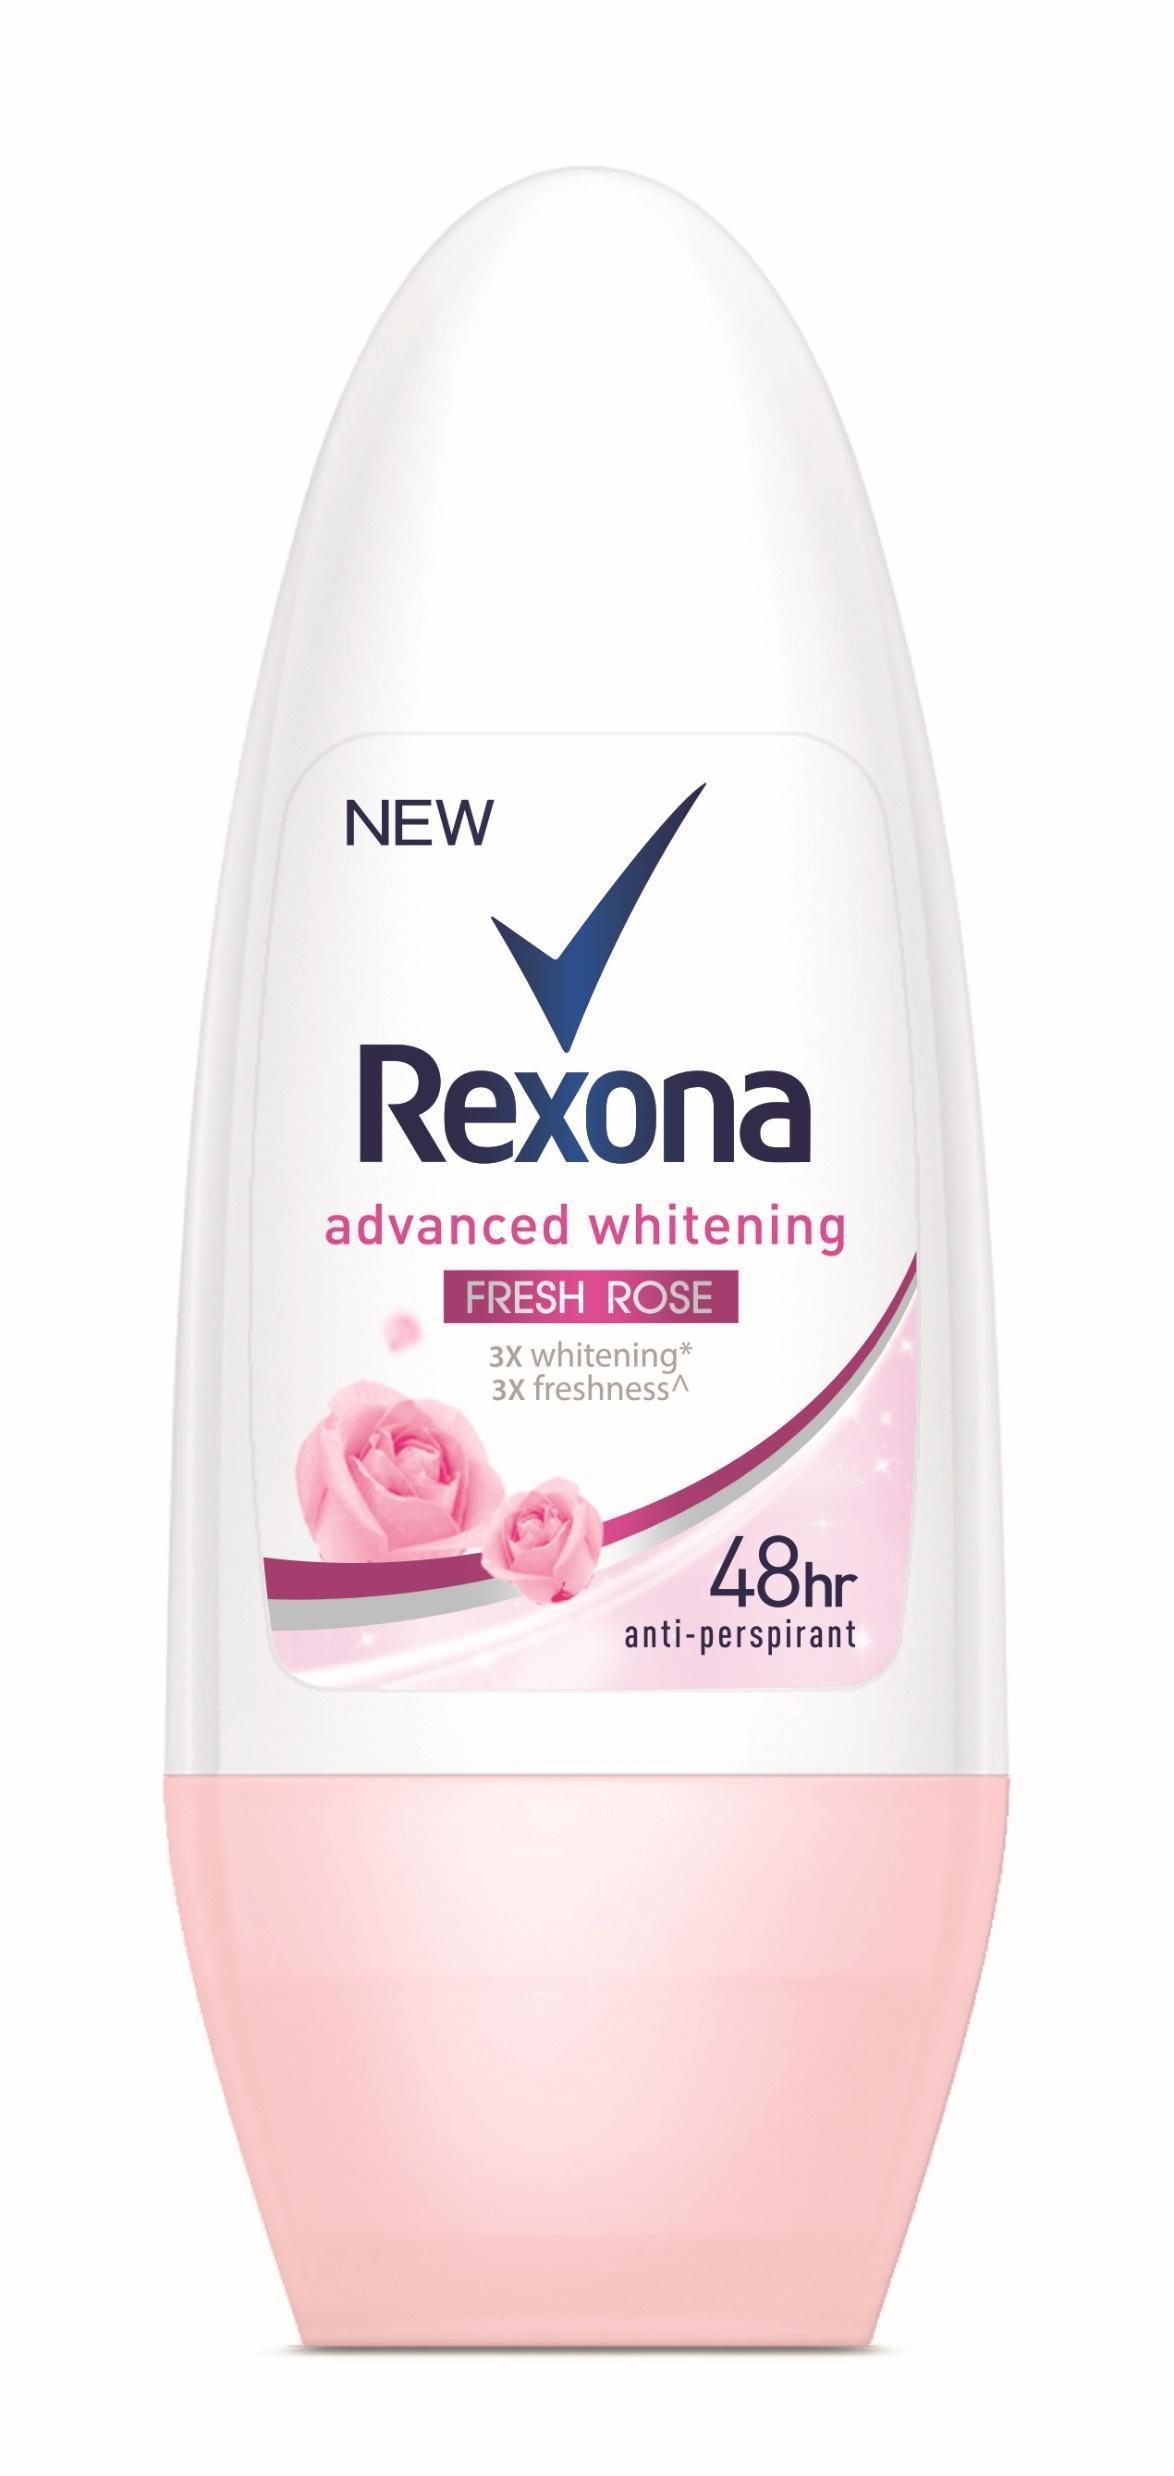 NEW
Rexona
advanced whitening
FRESH ROSE
3X whitening*
3X freshness^
48hr
anti-perspirant